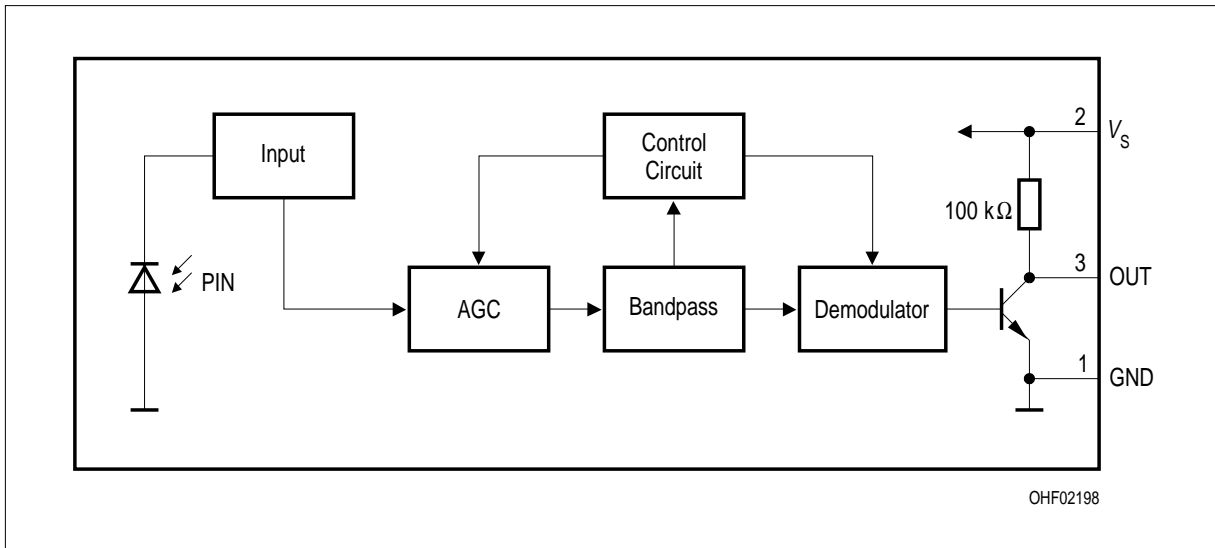 Input
Control
Circuit
2
V_S
100 kΩ
PIN
AGC
Bandpass
Demodulator
3
OUT
1
GND
OHF02198